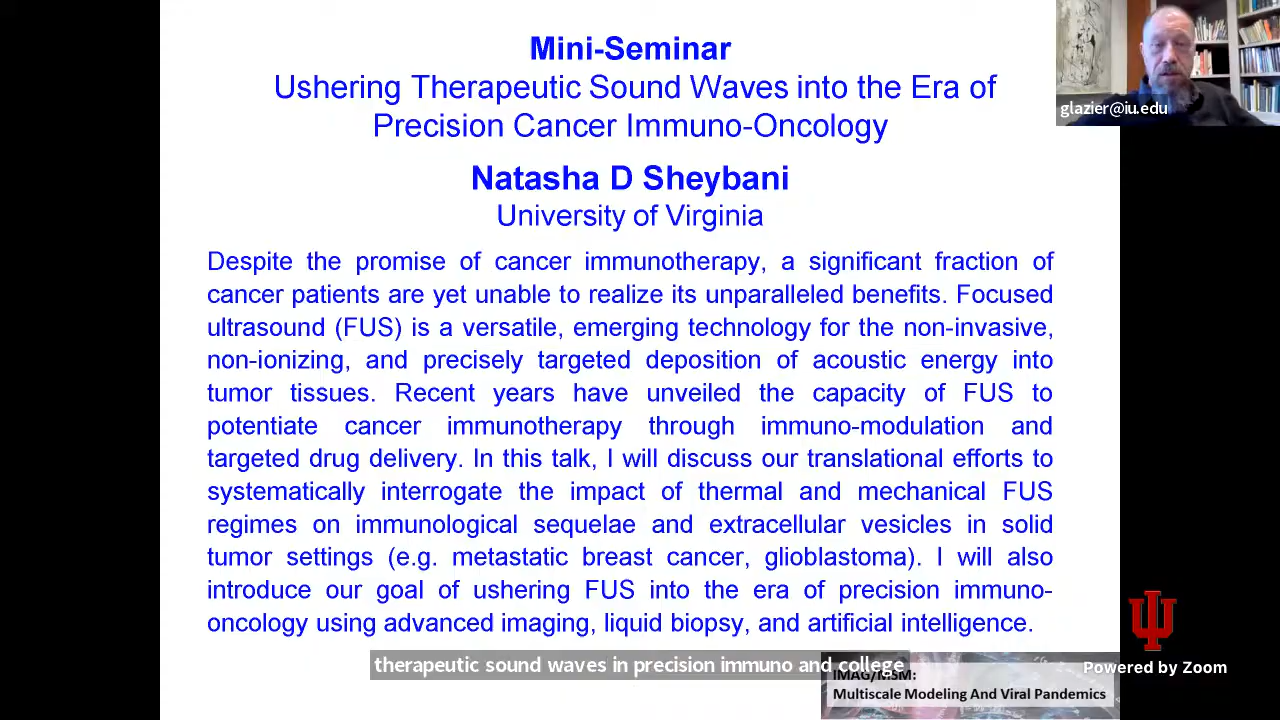 Mini-Seminar
Ushering Therapeutic Sound Waves into the Era of
Precision Cancer Immuno-Oncology
Natasha D Sheybani
University of Virginia
Despite the promise of cancer immunotherapy, a significant fraction of
cancer patients are yet unable to realize its unparalleled benefits. Focused
ultrasound (FUS) is a versatile, emerging technology for the non-invasive,
non-ionizing, and precisely targeted deposition of acoustic energy into
tumor tissues. Recent years have unveiled the capacity of FUS to
potentiate cancer immunotherapy through immuno-modulation and
targeted drug delivery. In this talk, I will discuss our translational efforts to
systematically interrogate the impact of thermal and mechanical FUS
regimes on immunological sequelae and extracellular vesicles in solid
tumor settings (e.g. metastatic breast cancer, glioblastoma). I will also
introduce our goal of ushering FUS into the era of precision immuno-
oncology using advanced imaging, liquid biopsy, and artificial intelligence.
glazier@iu.edu
therapeutic sound waves in precision immuno and college
IMAG/MSM:
Multiscale Modeling And Viral Pandemics
Powered by Zoom